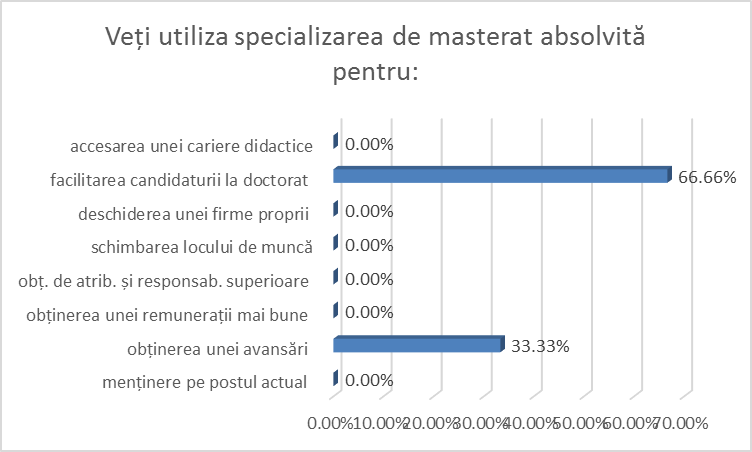 Veți utiliza specializarea de masterat absolvită
pentru:
accesarea unei cariere didactice 0.00%
facilitarea candidaturii la doctorat 66.66%
deschiderea unei firme proprii 0.00%
schimbarea locului de muncă 0.00%
obț. de atrib. și responsab. superioare 0.00%
obținerea unei remunerații mai bune 0.00%
obținerea unei avansări 33.33%
menținere pe postul actual 0.00%
0.00% 10.00% 20.00% 30.00% 40.00% 50.00% 60.00% 70.00%